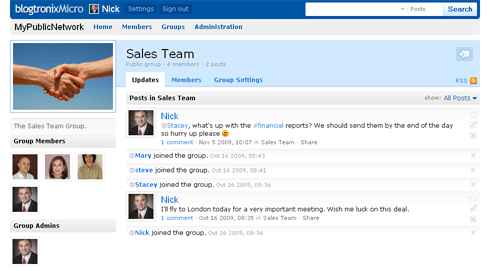 blogtronixMicro Nick Settings Sign out Posts Search
MyPublicNetwork Home Members Groups Administration
Sales Team
Public group · 4 members · 2 posts
Updates Members Group Settings RSS
Posts in Sales Team show: All Posts
Nick
@Stacey, what's up with the #financial reports? We should send them by the end of the day
so hurry up please
1 comment · Nov 5 2009, 10:07 in Sales Team · Share
@Mary joined the group. Oct 16 2009, 08:43
@steve joined the group. Oct 16 2009, 08:41
@Stacey joined the group. Oct 16 2009, 08:36
Nick
I'll fly to London today for a very important meeting. Wish me luck on this deal.
1 comment · Oct 16 2009, 08:35 in Sales Team · Share
@Nick joined the group. Oct 16 2009, 08:34
The Sales Team Group.
Group Members
Group Admins